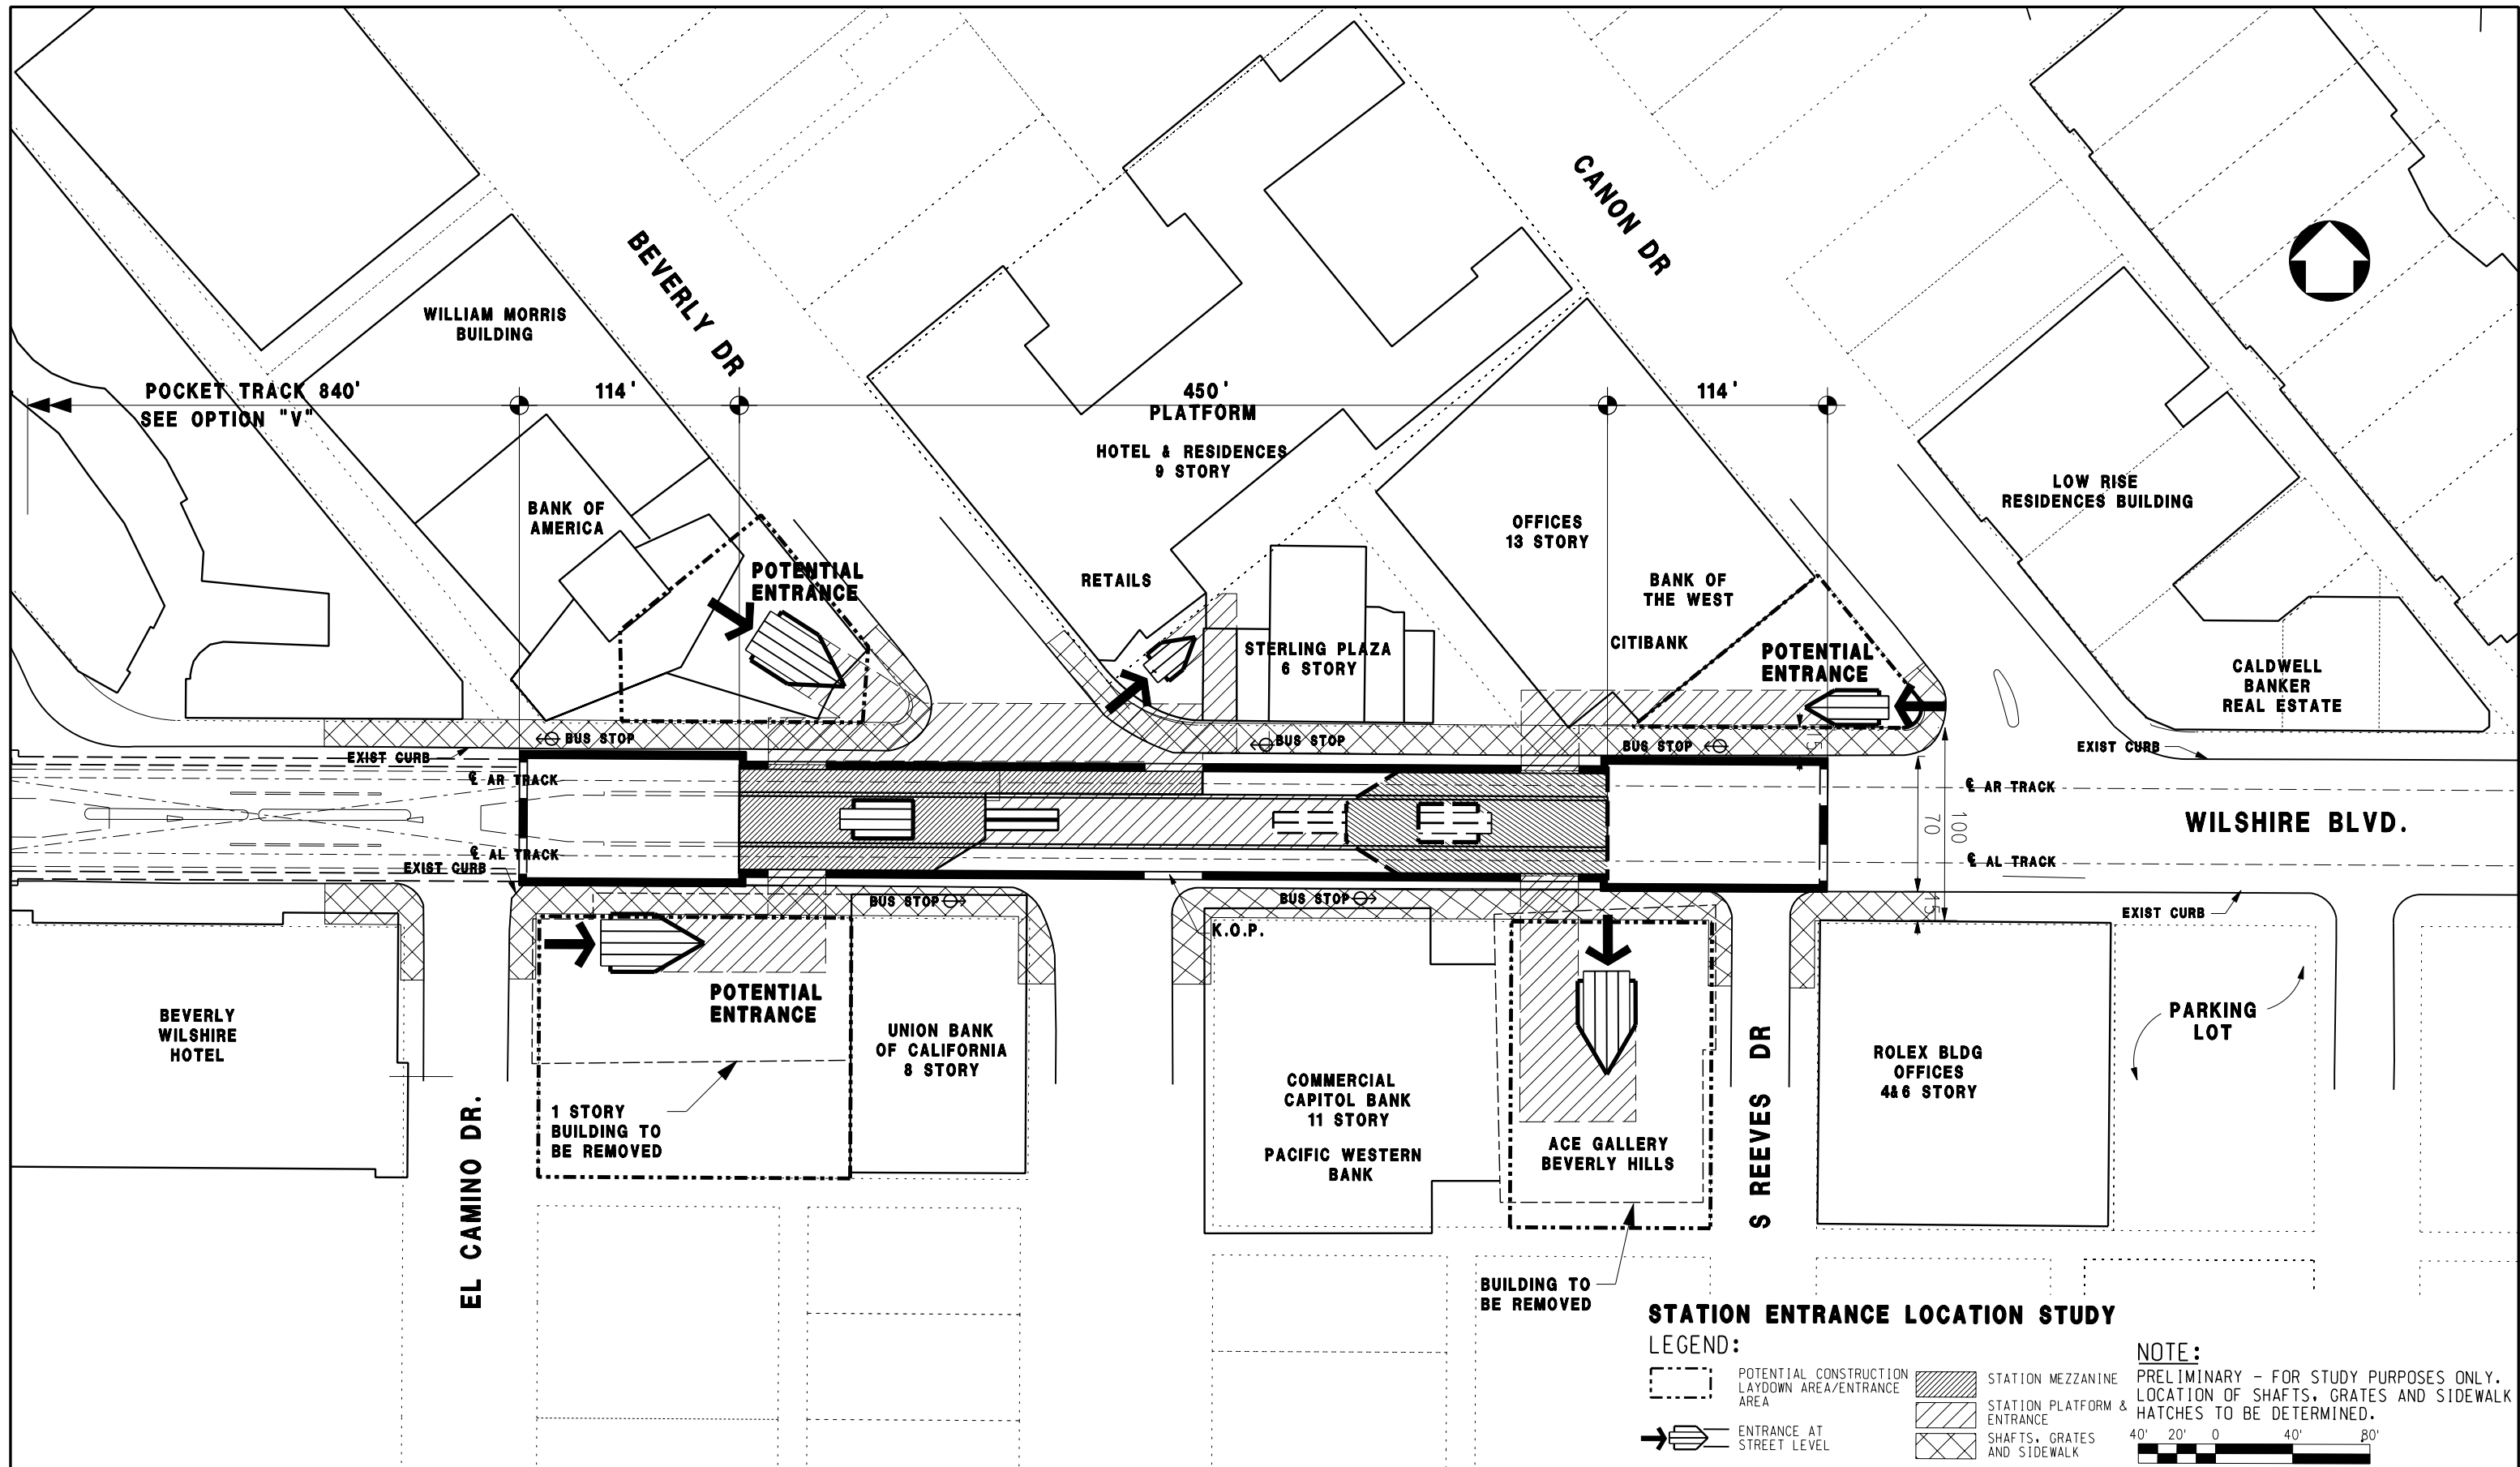 CANON DR
BEVERLY DR
WILLIAM MORRIS
BUILDING
POCKET TRACK 840'
SEE OPTION "V"
114'
450'
PLATFORM
114'
HOTEL & RESIDENCES
9 STORY
BANK OF
AMERICA
POTENTIAL
ENTRANCE
RETAILS
OFFICES
13 STORY
BANK OF
THE WEST
CITIBANK
LOW RISE
RESIDENCES BUILDING
STERLING PLAZA
6 STORY
POTENTIAL
ENTRANCE
CALDWELL
BANKER
REAL ESTATE
BUS STOP
BUS STOP
BUS STOP
EXIST CURB
EXIST CURB
15
℄ AR TRACK
℄ AR TRACK
WILSHIRE BLVD.
70
100
℄ AL TRACK
℄ AL TRACK
EXIST CURB
BUS STOP
BUS STOP
15
EXIST CURB
K.O.P.
POTENTIAL
ENTRANCE
BEVERLY
WILSHIRE
HOTEL
UNION BANK
OF CALIFORNIA
8 STORY
PARKING
LOT
ROLEX BLDG
OFFICES
4&6 STORY
COMMERCIAL
CAPITOL BANK
11 STORY
PACIFIC WESTERN
BANK
1 STORY
BUILDING TO
BE REMOVED
ACE GALLERY
BEVERLY HILLS
S REEVES DR
EL CAMINO DR.
BUILDING TO
BE REMOVED
STATION ENTRANCE LOCATION STUDY
LEGEND:
POTENTIAL CONSTRUCTION
LAYDOWN AREA/ENTRANCE
AREA
ENTRANCE AT
STREET LEVEL
STATION MEZZANINE
STATION PLATFORM &
ENTRANCE
SHAFTS, GRATES
AND SIDEWALK
NOTE:
PRELIMINARY - FOR STUDY PURPOSES ONLY.
LOCATION OF SHAFTS, GRATES AND SIDEWALK
HATCHES TO BE DETERMINED.
40' 20' 0 40' 80'